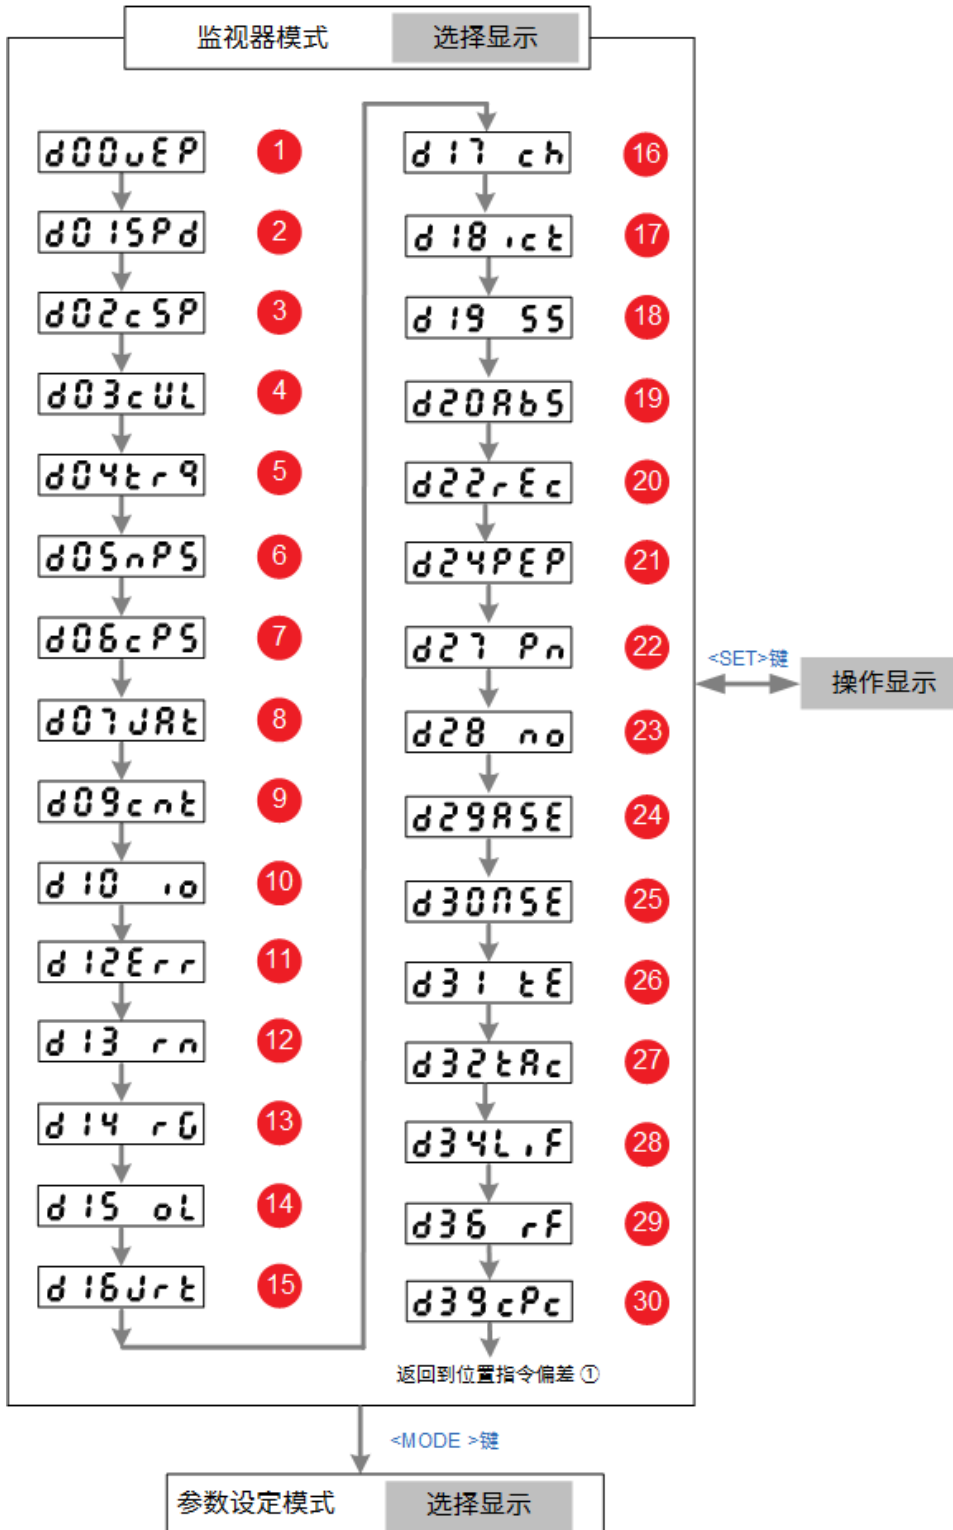 监视器模式 选择显示
d00uEP 1
d01SPd 2
d02cSP 3
d03cUL 4
d04trq 5
d05nPS 6
d06cPS 7
d07UAt 8
d09cnt 9
d10 io 10
d12Err 11
d13 rn 12
d14 rG 13
d15 oL 14
d16Jrt 15
d17 ch 16
d18 ict 17
d19 SS 18
d20AbS 19
d22rEc 20
d24PEP 21
d27 Pn 22
d28 no 23
d29ASE 24
d30MSE 25
d31 tE 26
d32tAc 27
d34LiF 28
d36 rF 29
d39cPc 30
返回到位置指令偏差 ①
<SET>键
操作显示
<MODE >键
参数设定模式 选择显示